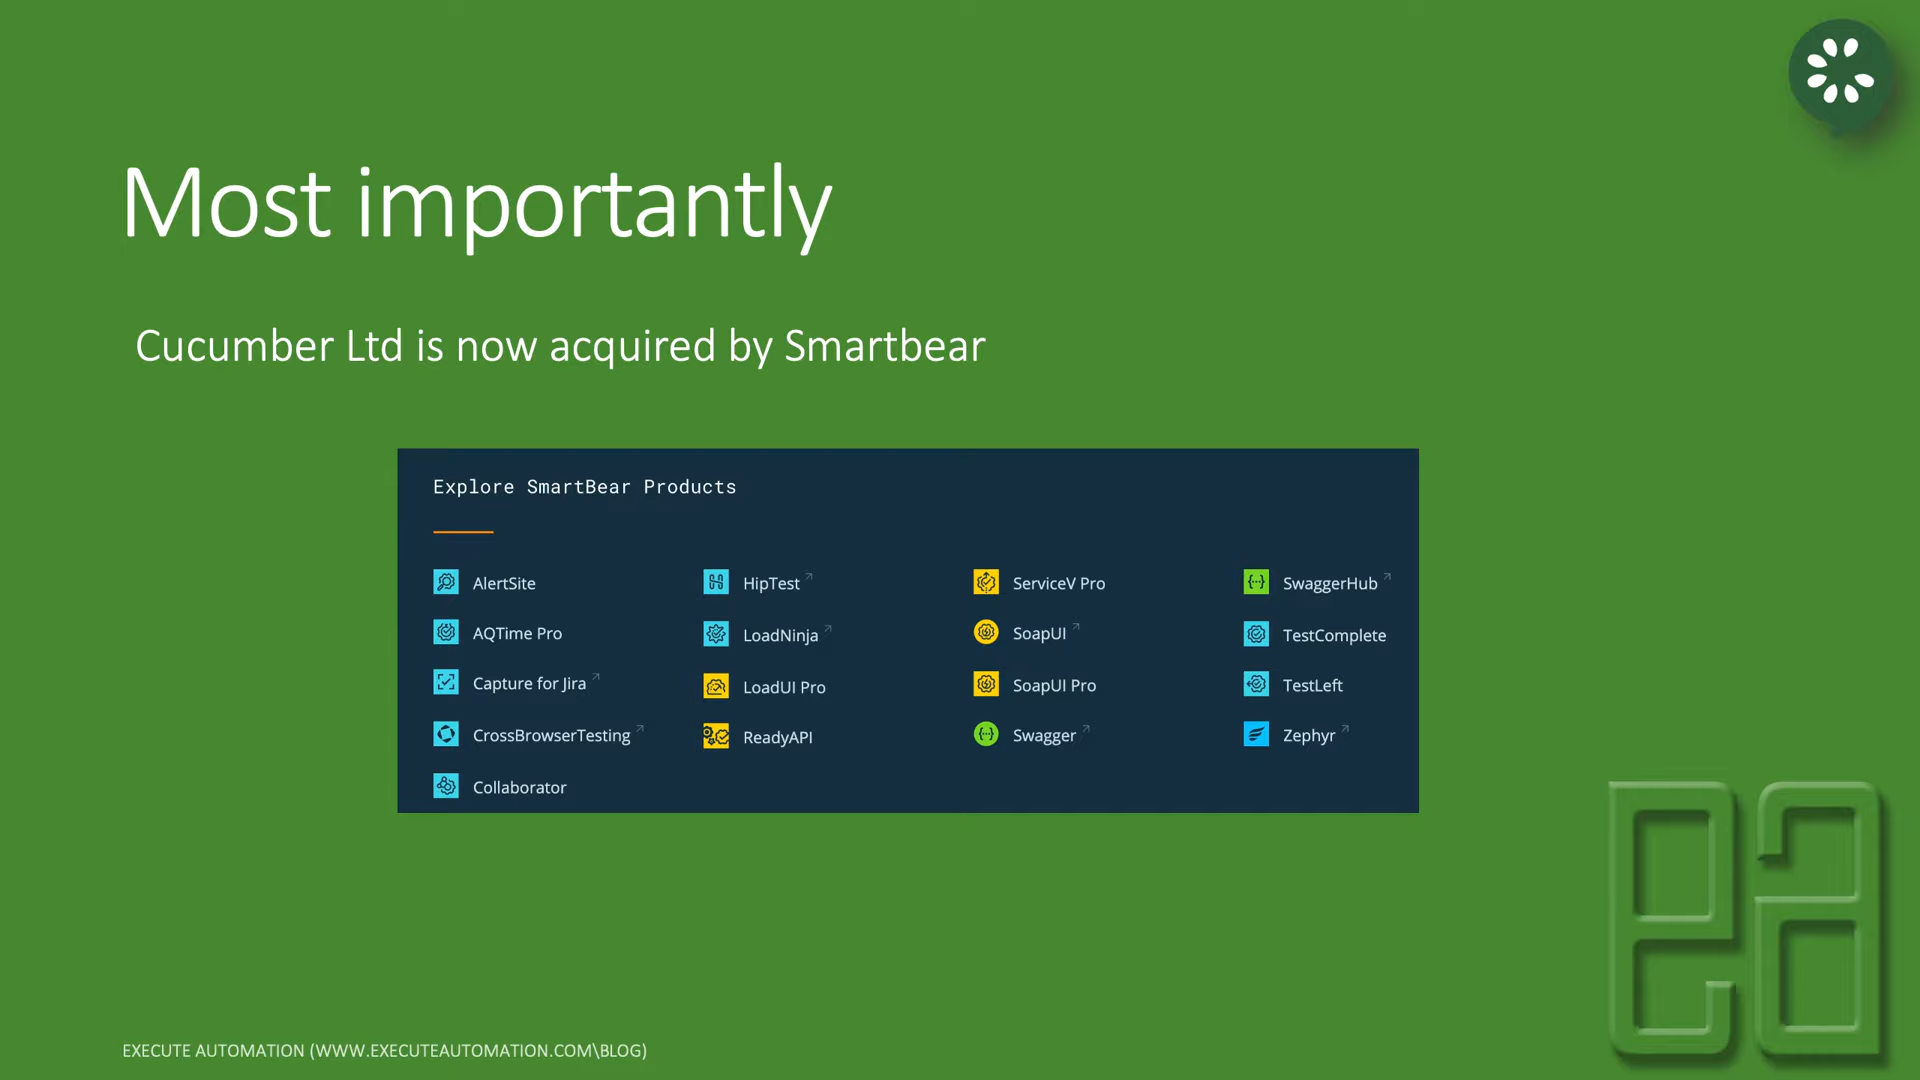 Most importantly
Cucumber Ltd is now acquired by Smartbear
Explore SmartBear Products
AlertSite
AQTime Pro
Capture for Jira
CrossBrowserTesting
Collaborator
HipTest
LoadNinja
LoadUI Pro
ReadyAPI
ServiceV Pro
SoapUI
SoapUI Pro
Swagger
SwaggerHub
TestComplete
TestLeft
Zephyr
ea
EXECUTE AUTOMATION (WWW.EXECUTEAUTOMATION.COM\BLOG)